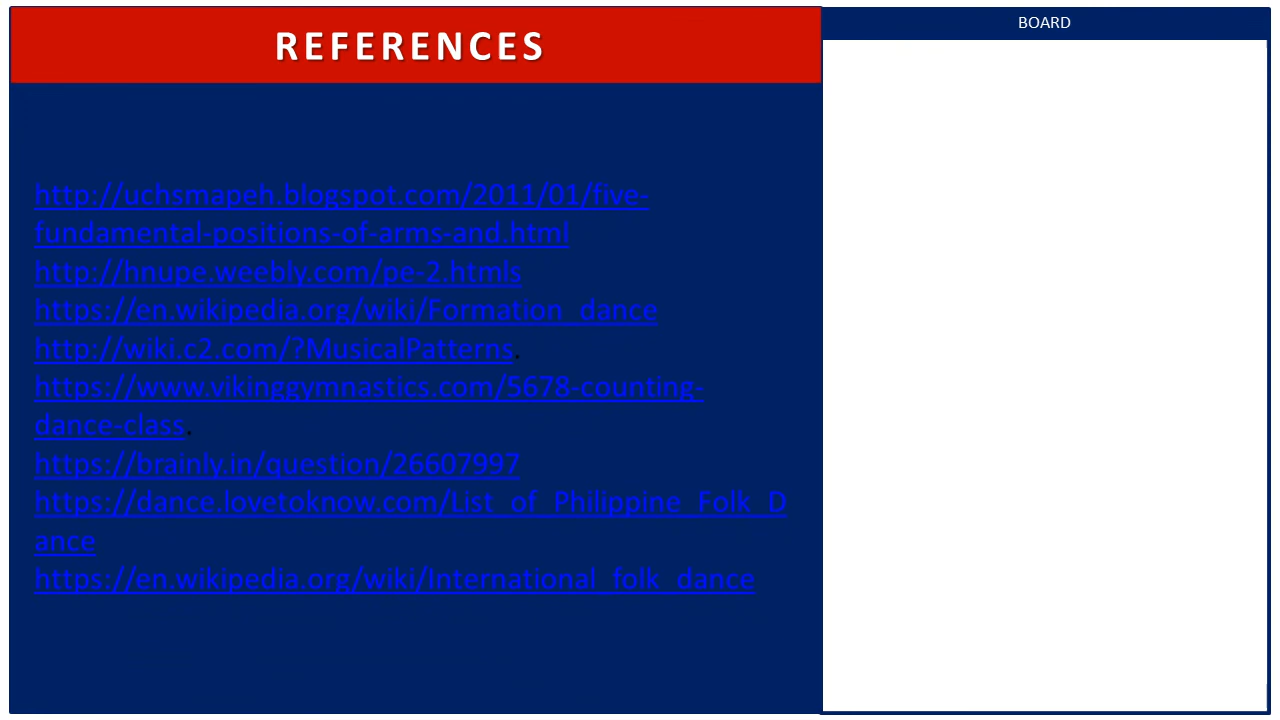 REFERENCES
BOARD
http://uchsmapeh.blogspot.com/2011/01/five-
fundamental-positions-of-arms-and.html
http://hnupe.weebly.com/pe-2.htmls
https://en.wikipedia.org/wiki/Formation_dance
http://wiki.c2.com/?MusicalPatterns.
https://www.vikinggymnastics.com/5678-counting-
dance-class.
https://brainly.in/question/26607997
https://dance.lovetoknow.com/List_of_Philippine_Folk_D
ance
https://en.wikipedia.org/wiki/International_folk_dance